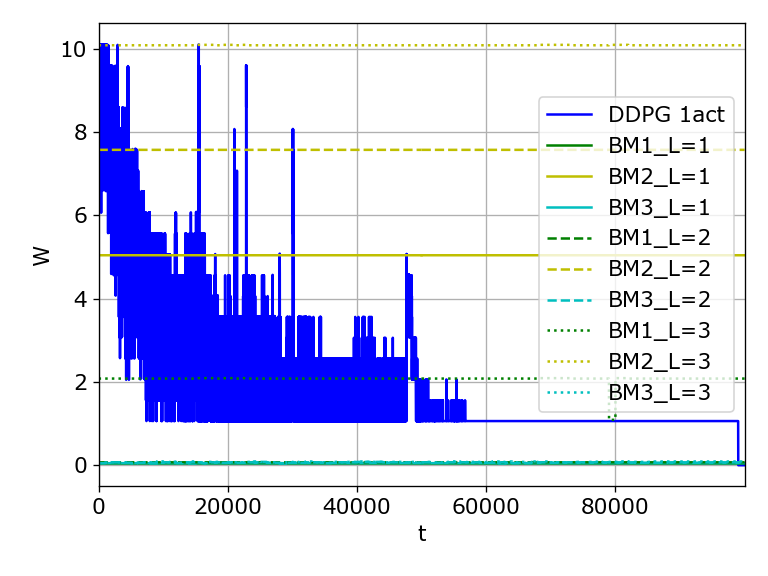 10
8
6
4
2
0
W
0
20000
40000
60000
80000
t
DDPG 1act
BM1_L=1
BM2_L=1
BM3_L=1
BM1_L=2
BM2_L=2
BM3_L=2
BM1_L=3
BM2_L=3
BM3_L=3